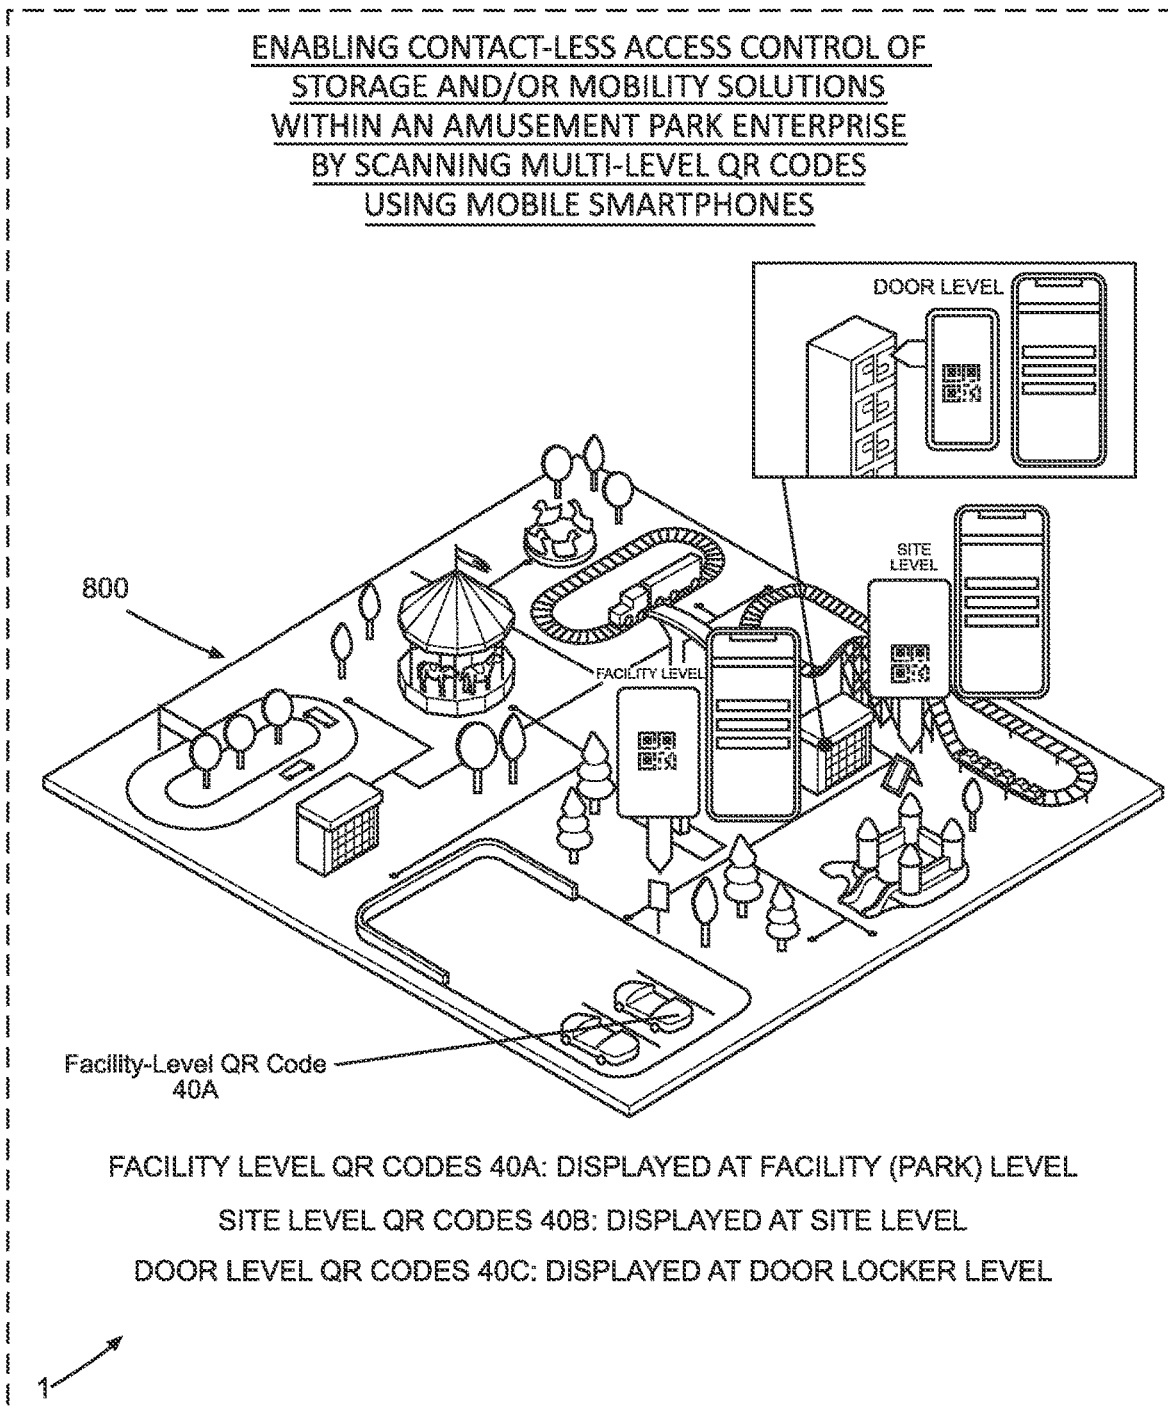 ENABLING CONTACT-LESS ACCESS CONTROL OF
STORAGE AND/OR MOBILITY SOLUTIONS
WITHIN AN AMUSEMENT PARK ENTERPRISE
BY SCANNING MULTI-LEVEL QR CODES
USING MOBILE SMARTPHONES
DOOR LEVEL
SITE
LEVEL
800
FACILITY LEVEL
Facility-Level QR Code
40A
FACILITY LEVEL QR CODES 40A: DISPLAYED AT FACILITY (PARK) LEVEL
SITE LEVEL QR CODES 40B: DISPLAYED AT SITE LEVEL
DOOR LEVEL QR CODES 40C: DISPLAYED AT DOOR LOCKER LEVEL
1